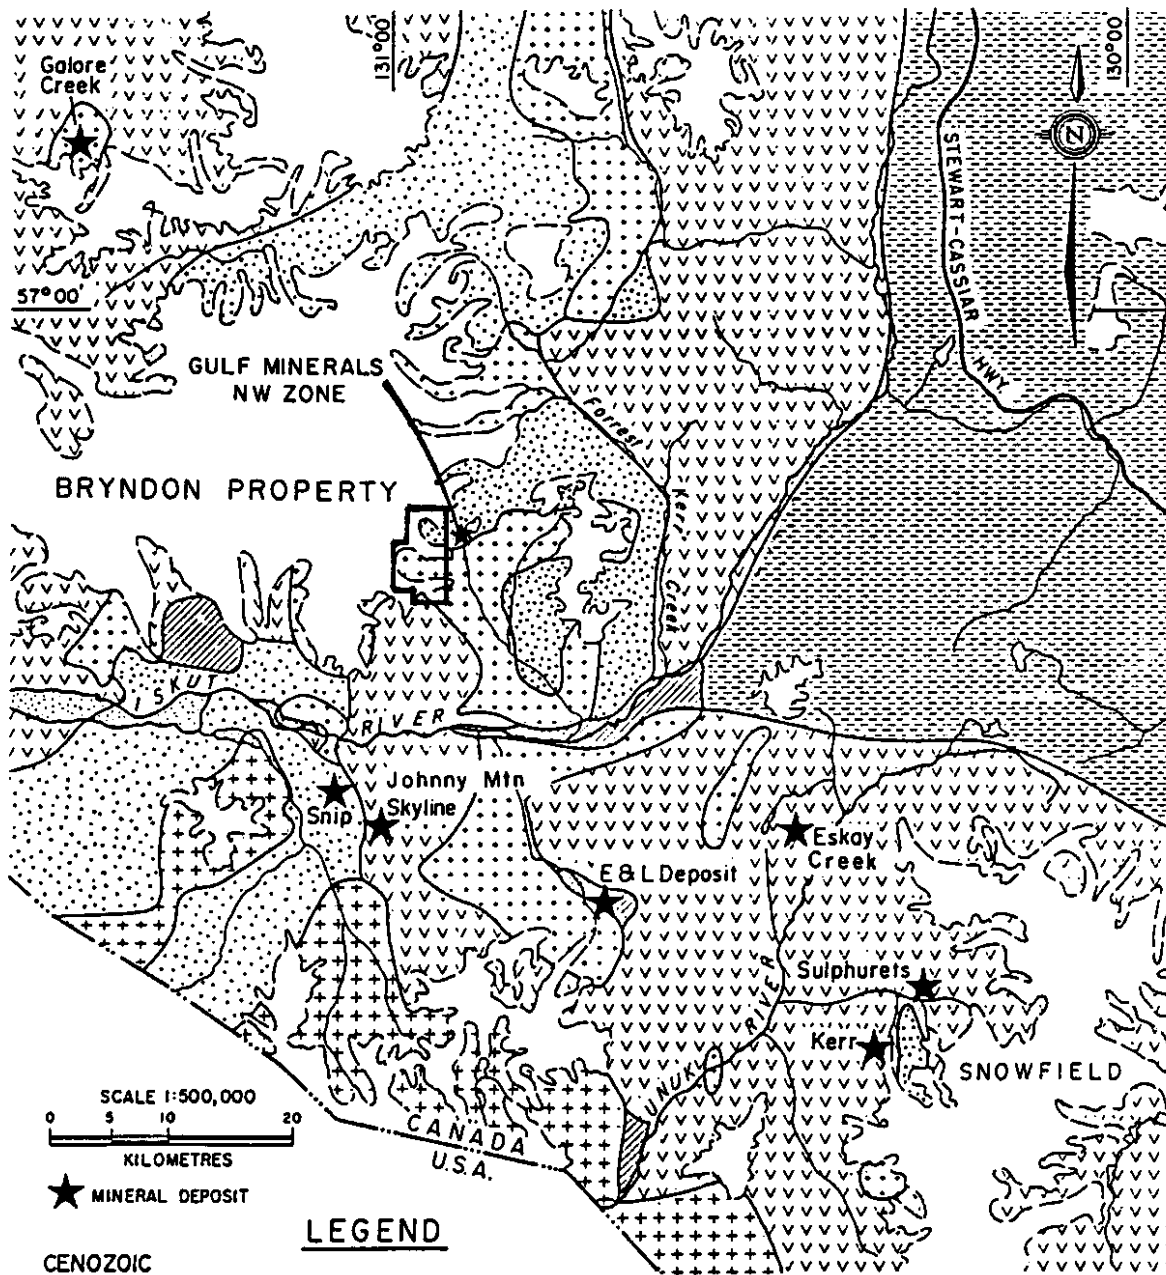 Galore
Creek
131°00'
130°00'
N
STEWART-CASSIAR
HWY
57°00'
GULF MINERALS
NW ZONE
Forrest
Kerr
Creek
BRYNDON PROPERTY
ISKUT
RIVER
Johnny Mtn
Snip
Skyline
Eskay
Creek
E & L Deposit
Sulphurets
Kerr
UNUK
RIVER
SNOWFIELD
SCALE 1:500,000
0 5 10 20
KILOMETRES
CANADA
U.S.A.
MINERAL DEPOSIT
LEGEND
CENOZOIC